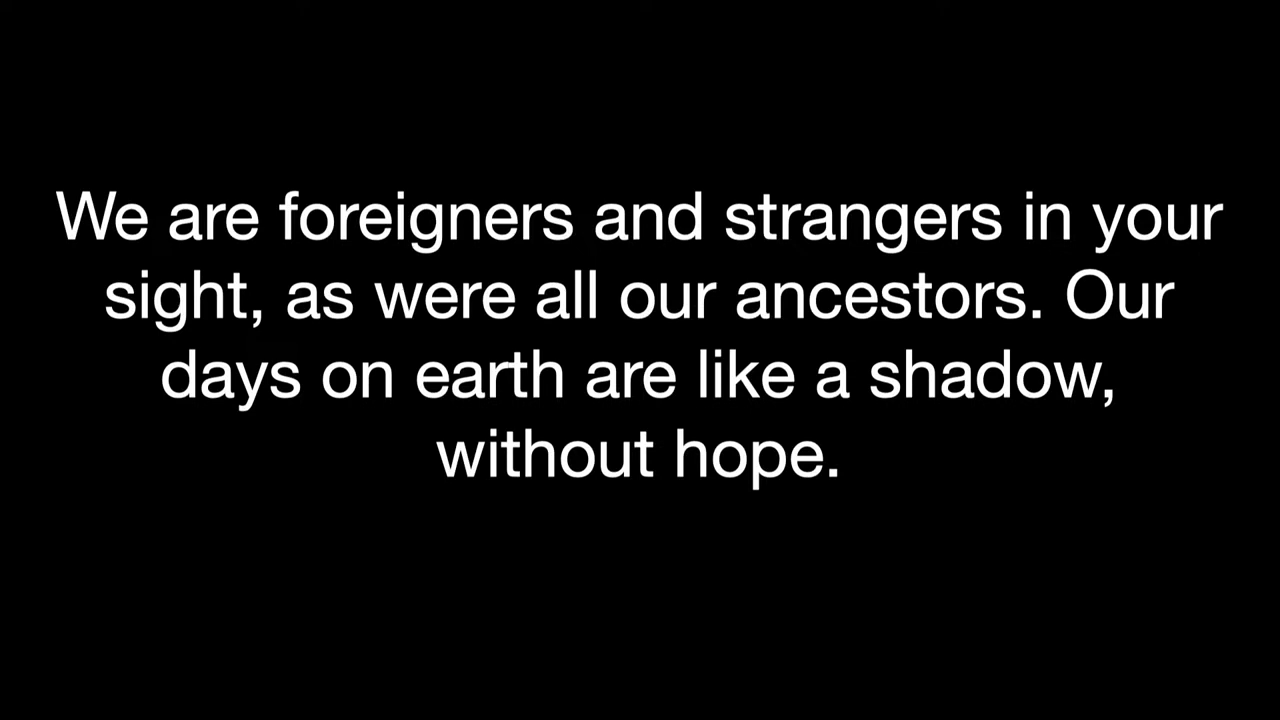 We are foreigners and strangers in your
sight, as were all our ancestors. Our
days on earth are like a shadow,
without hope.